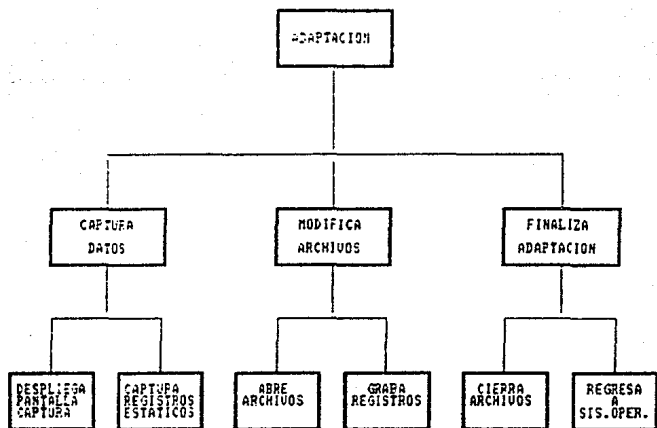 ADAPTACION
CAPTURA
DATOS
MODIFICA
ARCHIVOS
FINALIZA
ADAPTACION
DESPLIEGA
PANTALLA
CAPTURA
CAPTURA
REGISTROS
ESTATICOS
ABRE
ARCHIVOS
GRABA
REGISTROS
CIERRA
ARCHIVOS
REGRESA
A
SIS.OPER.